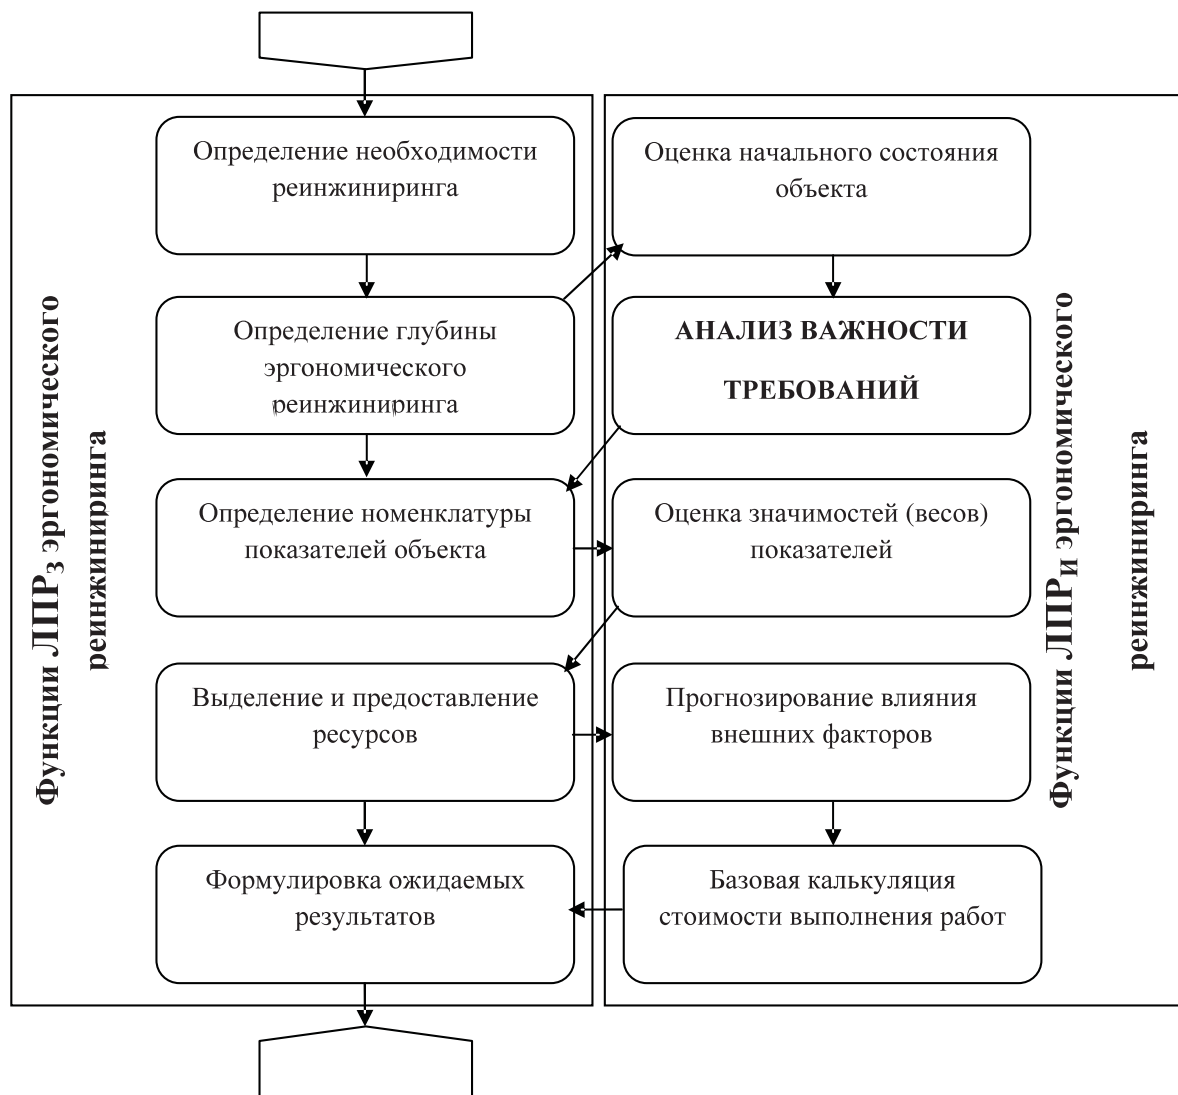 Функции ЛПРЗ эргономического
реинжиниринга
Определение необходимости
реинжиниринга
Определение глубины
эргономического
реинжиниринга
Определение номенклатуры
показателей объекта
Выделение и предоставление
ресурсов
Формулировка ожидаемых
результатов
Оценка начального состояния
объекта
АНАЛИЗ ВАЖНОСТИ
ТРЕБОВАНИЙ
Оценка значимостей (весов)
показателей
Прогнозирование влияния
внешних факторов
Базовая калькуляция
стоимости выполнения работ
Функции ЛПРИ эргономического
реинжиниринга